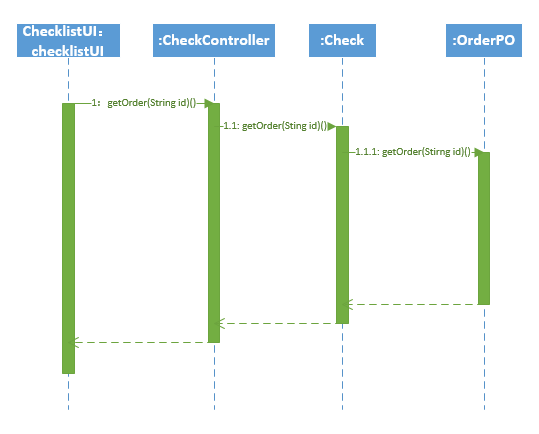 ChecklistUI：
checklistUI
:CheckController
:Check
:OrderPO
1： getOrder(String id)()
1.1: getOrder(Sting id)()
1.1.1: getOrder(Stirng id)()